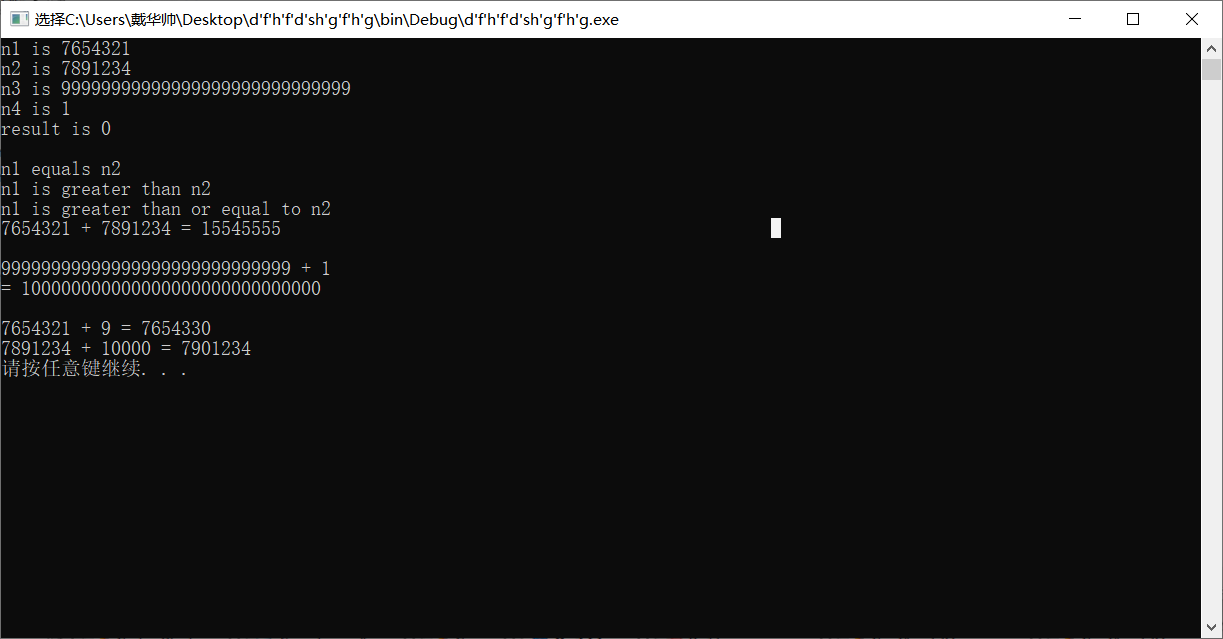 选择C:\Users\戴华帅\Desktop\d'f'h'f'd'sh'g'f'h'g\bin\Debug\d'f'h'f'd'sh'g'f'h'g.exe
n1 is 7654321
n2 is 7891234
n3 is 99999999999999999999999999999
n4 is 1
result is 0
n1 equals n2
n1 is greater than n2
n1 is greater than or equal to n2
7654321 + 7891234 = 15545555
99999999999999999999999999999 + 1
= 100000000000000000000000000000
7654321 + 9 = 7654330
7891234 + 10000 = 7901234
请按任意键继续. . .